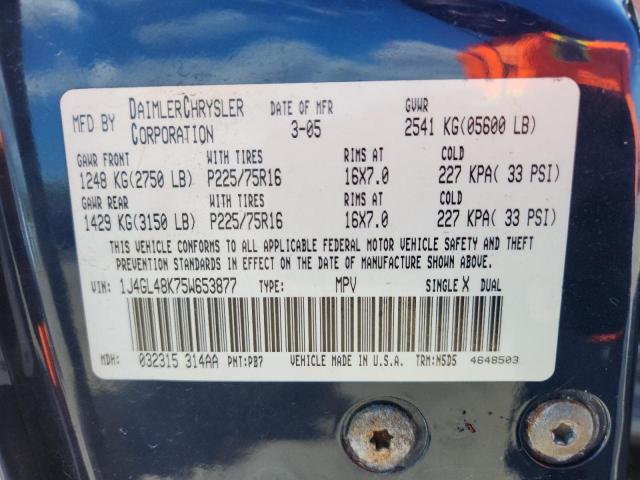 MFD BY DAIMLERCHRYSLER CORPORATION DATE OF MFR 3-05 GVWR 2541 KG(05600 LB)
GAWR FRONT WITH TIRES RIMS AT COLD
1248 KG(2750 LB) P225/75R16 16X7.0 227 KPA( 33 PSI)
GAWR REAR WITH TIRES RIMS AT COLD
1429 KG(3150 LB) P225/75R16 16X7.0 227 KPA( 33 PSI)
THIS VEHICLE CONFORMS TO ALL APPLICABLE FEDERAL MOTOR VEHICLE SAFETY AND THEFT
PREVENTION STANDARDS IN EFFECT ON THE DATE OF MANUFACTURE SHOWN ABOVE.
VIN: 1J4GL48K75W653877 TYPE: MPV SINGLE X DUAL
MDH: 032315 314AA PNT:PB7 VEHICLE MADE IN U.S.A. TRM:N5D5 4648503